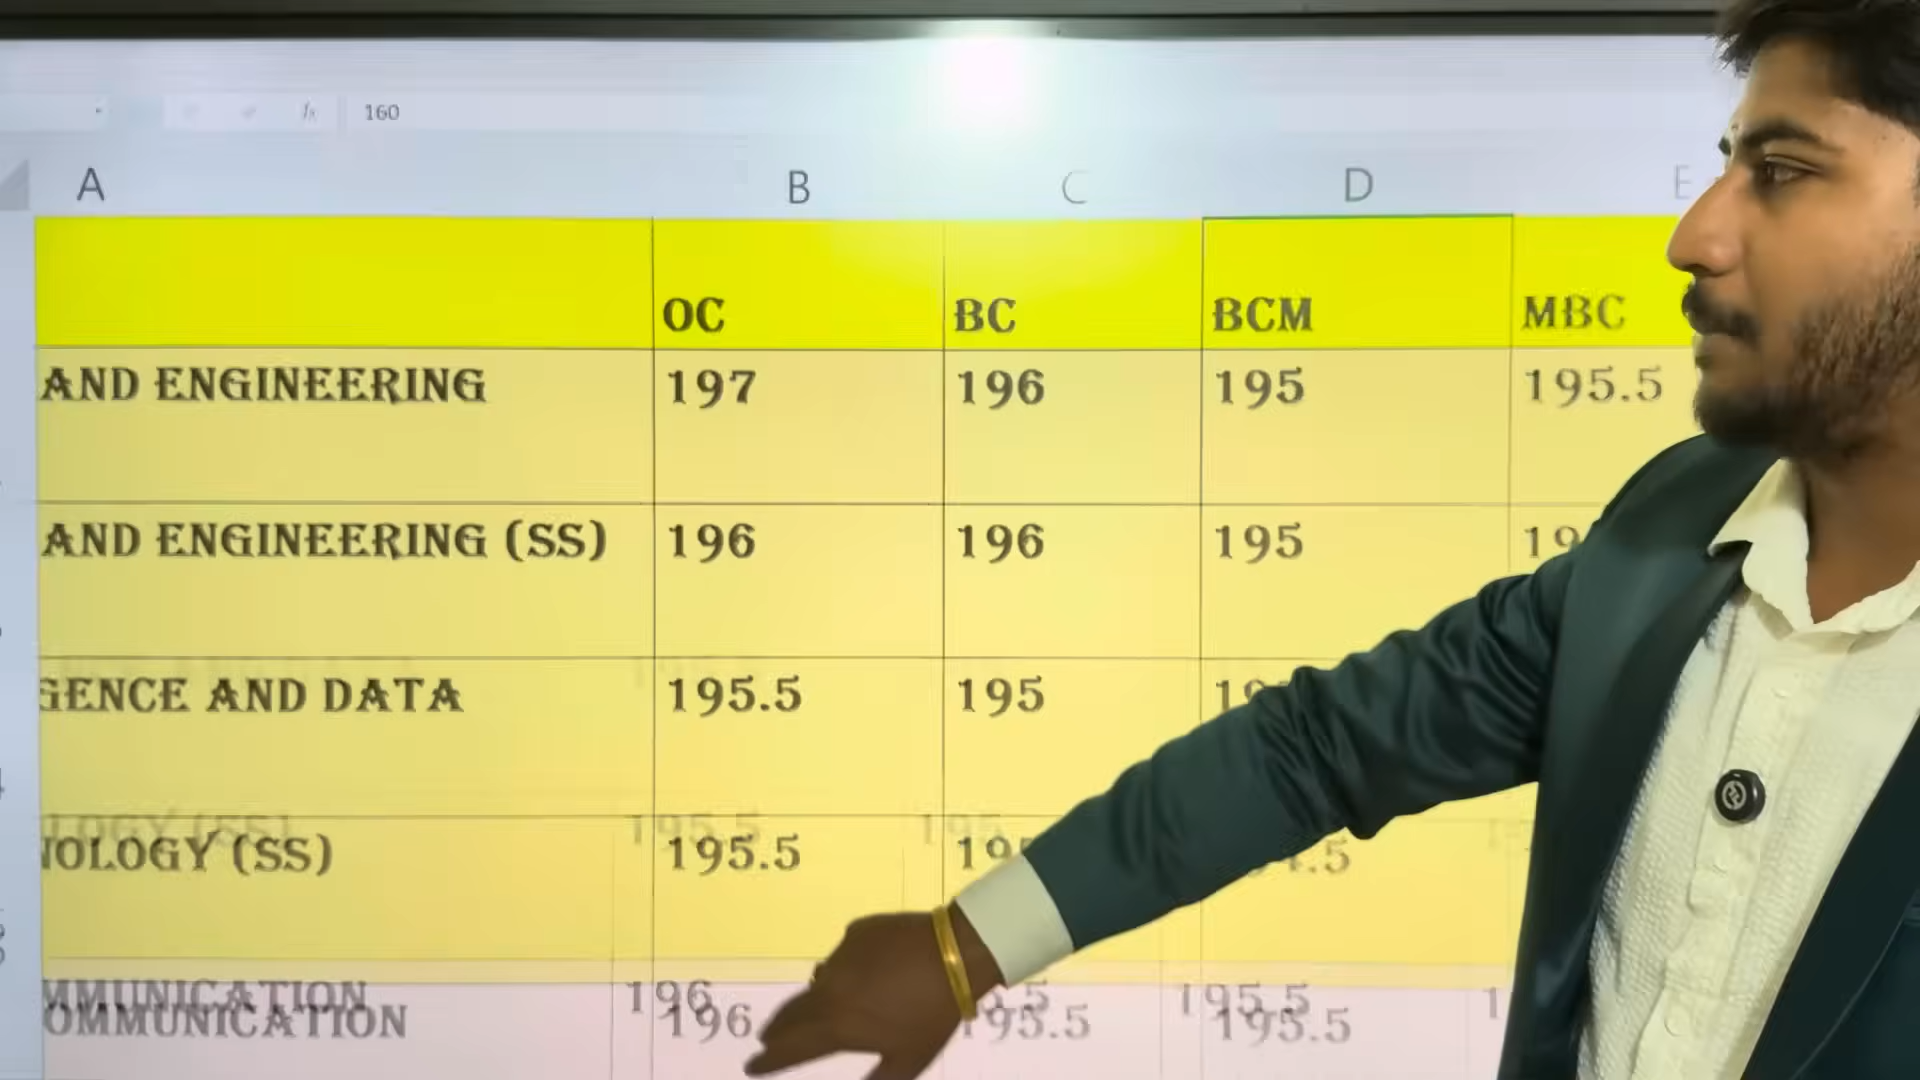 fx 160
A B C D E
OC BC BCM MBC
AND ENGINEERING 197 196 195 195.5
AND ENGINEERING (SS) 196 196 195
GENCE AND DATA 195.5 195
NOLOGY (SS) 195.5
OMMUNICATION 196 195.5 195.5